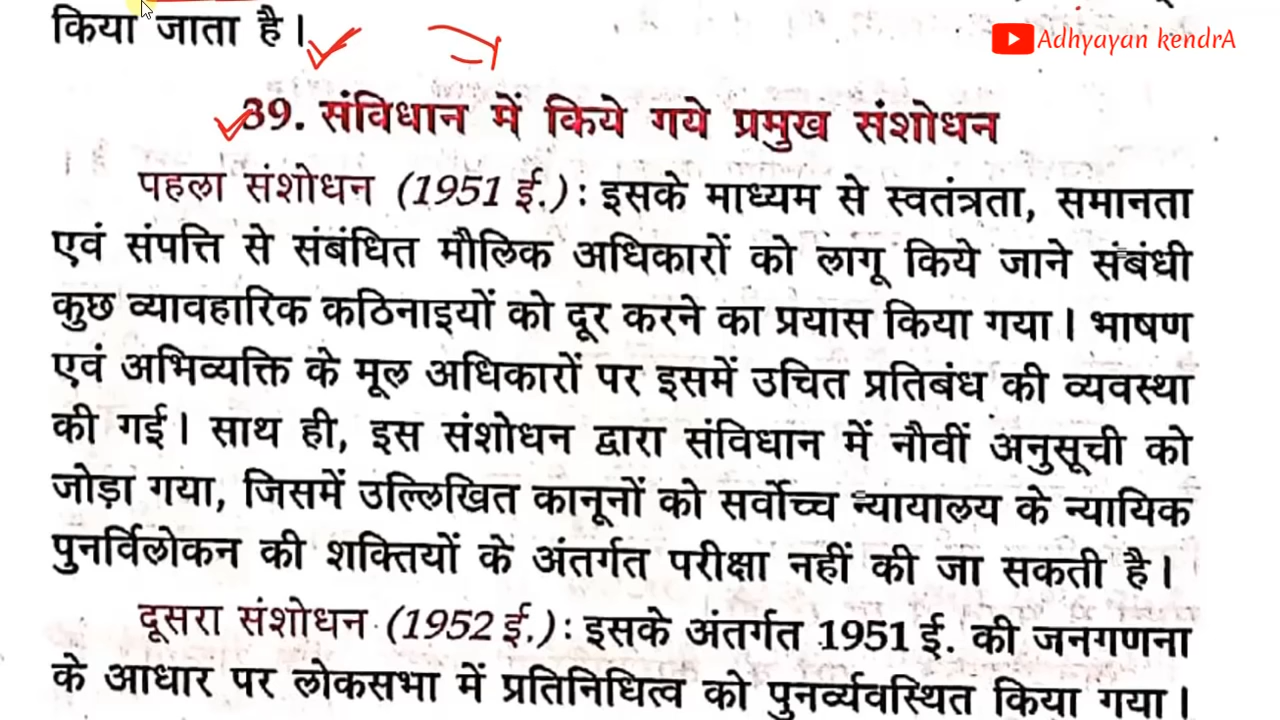 किया जाता है।
Adhyayan kendrA
39. संविधान में किये गये प्रमुख संशोधन
पहला संशोधन (1951 ई.) : इसके माध्यम से स्वतंत्रता, समानता
एवं संपत्ति से संबंधित मौलिक अधिकारों को लागू किये जाने संबंधी
कुछ व्यावहारिक कठिनाइयों को दूर करने का प्रयास किया गया। भाषण
एवं अभिव्यक्ति के मूल अधिकारों पर इसमें उचित प्रतिबंध की व्यवस्था
की गई। साथ ही, इस संशोधन द्वारा संविधान में नौवीं अनुसूची को
जोड़ा गया, जिसमें उल्लिखित कानूनों को सर्वोच्च न्यायालय के न्यायिक
पुनर्विलोकन की शक्तियों के अंतर्गत परीक्षा नहीं की जा सकती है।
दूसरा संशोधन (1952 ई.) : इसके अंतर्गत 1951 ई. की जनगणना
के आधार पर लोकसभा में प्रतिनिधित्व को पुनर्व्यवस्थित किया गया।